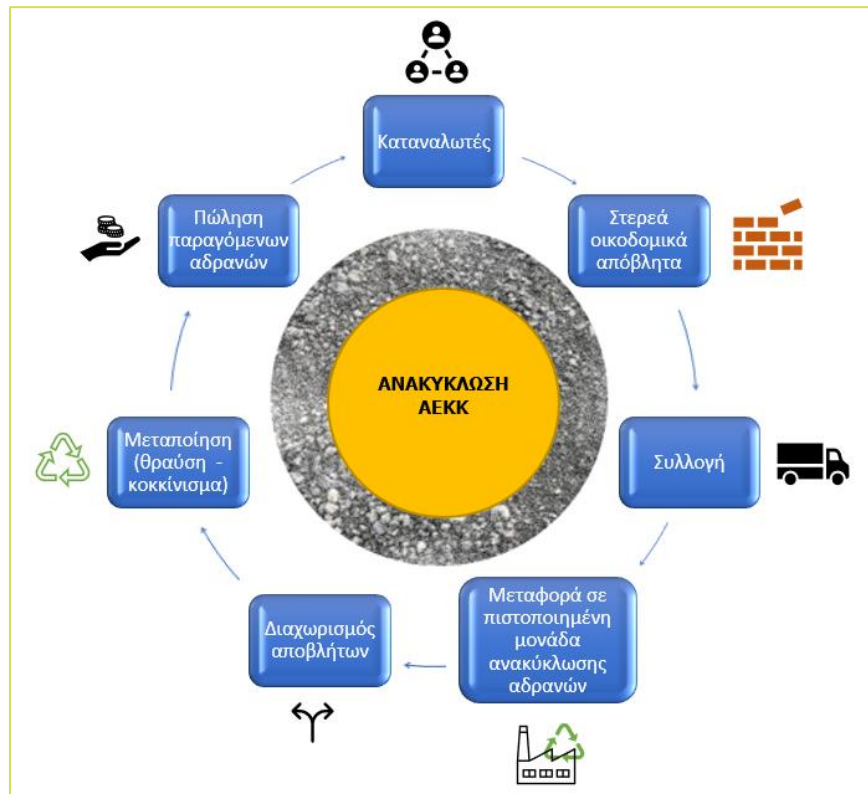 Καταναλωτές
Στερεά
οικοδομικά
απόβλητα
Συλλογή
Μεταφορά σε
πιστοποιημένη
μονάδα
ανακύκλωσης
αδρανών
Διαχωρισμός
αποβλήτων
Μεταποίηση
(θραύση -
κοκκίνισμα)
Πώληση
παραγόμενων
αδρανών
ΑΝΑΚΥΚΛΩΣΗ
ΑΕΚΚ